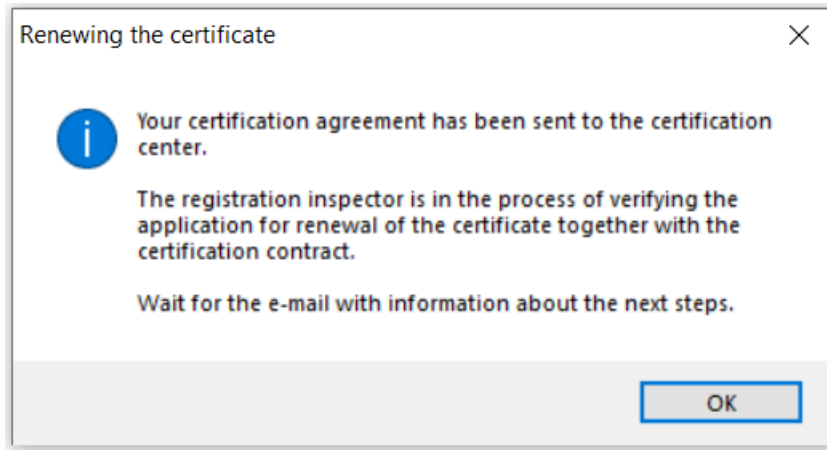 Renewing the certificate
Your certification agreement has been sent to the certification
center.
The registration inspector is in the process of verifying the
application for renewal of the certificate together with the
certification contract.
Wait for the e-mail with information about the next steps.
OK